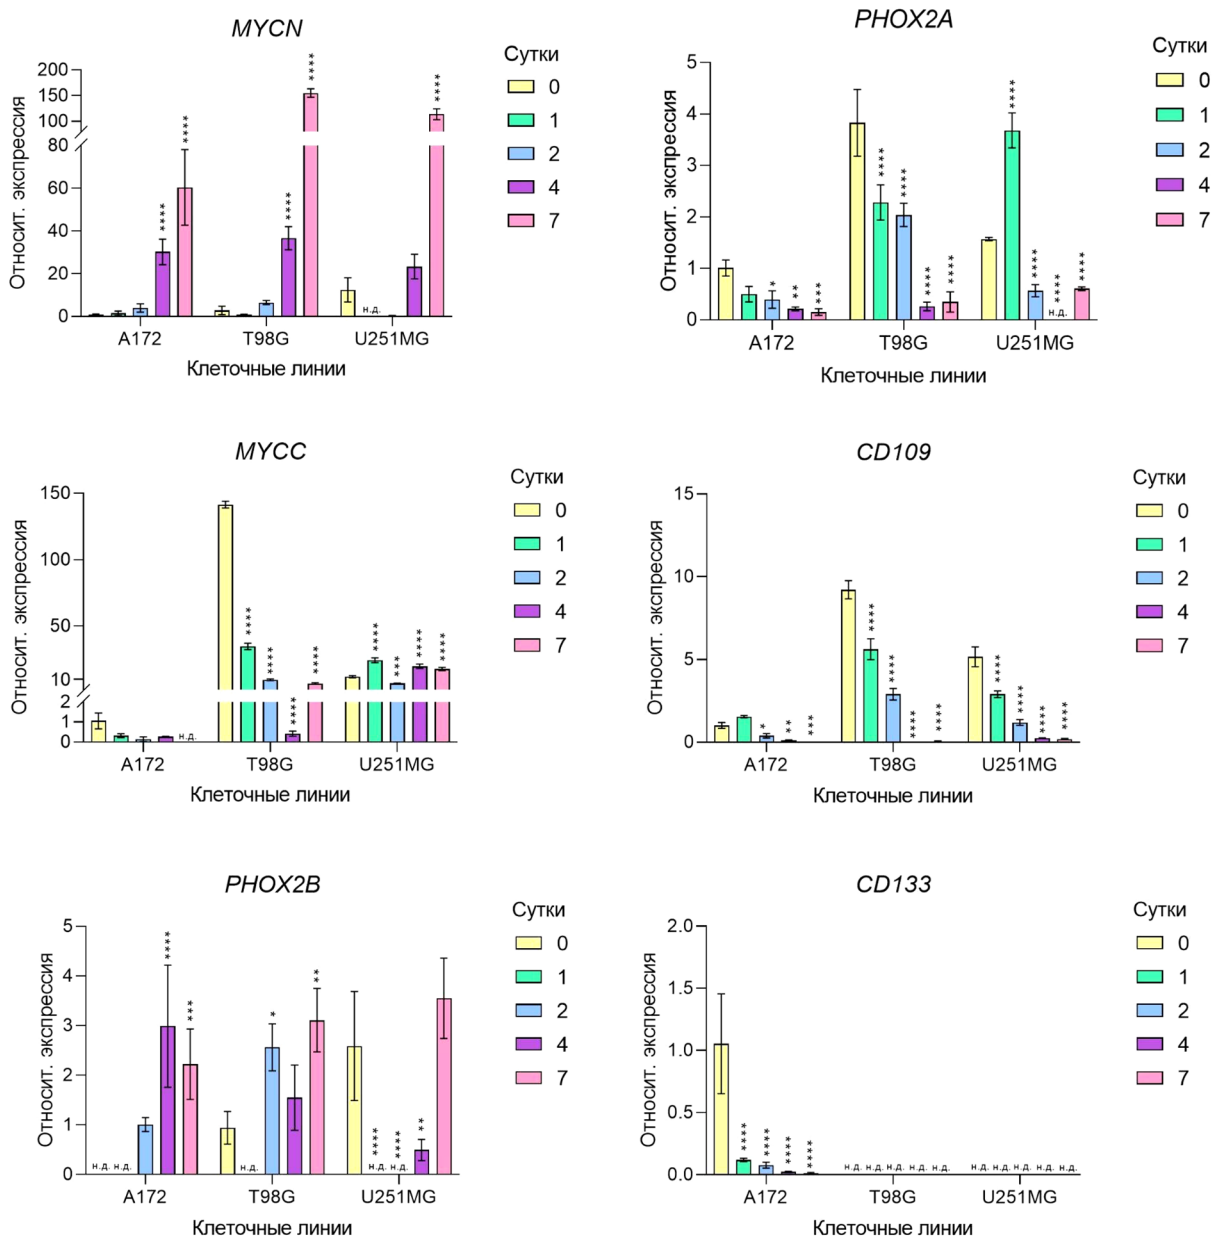 MYCN
Относит. экспрессия
200
150
100
80
60
40
20
0
****
****
****
****
****
н.д.
A172
T98G
U251MG
Клеточные линии
Сутки
0
1
2
4
7
PHOX2A
Относит. экспрессия
5
4
3
2
1
0
*
**
***
****
****
****
****
****
****
****
н.д.
****
A172
T98G
U251MG
Клеточные линии
Сутки
0
1
2
4
7
MYCC
Относит. экспрессия
150
100
50
10
2
1
0
н.д.
****
****
****
****
****
***
****
****
A172
T98G
U251MG
Клеточные линии
Сутки
0
1
2
4
7
CD109
Относит. экспрессия
15
10
5
0
*
**
***
****
****
****
****
****
****
****
****
A172
T98G
U251MG
Клеточные линии
Сутки
0
1
2
4
7
PHOX2B
Относит. экспрессия
5
4
3
2
1
0
н.д. н.д.
****
***
н.д.
*
**
****
****
н.д. н.д.
**
A172
T98G
U251MG
Клеточные линии
Сутки
0
1
2
4
7
CD133
Относит. экспрессия
2.0
1.5
1.0
0.5
0.0
****
****
****
****
н.д. н.д. н.д. н.д. н.д.
н.д. н.д. н.д. н.д. н.д.
A172
T98G
U251MG
Клеточные линии
Сутки
0
1
2
4
7